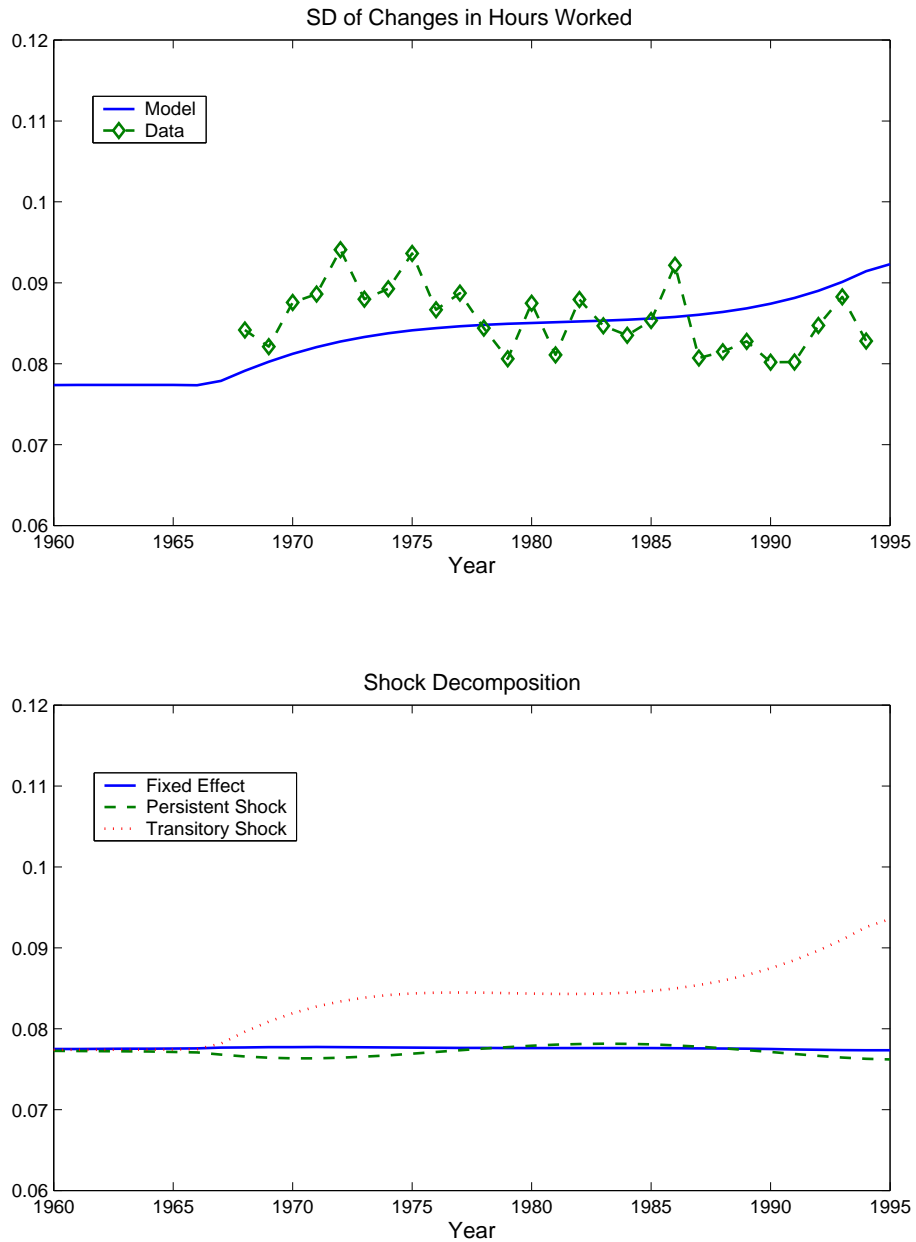 SD of Changes in Hours Worked
0.12
0.11
0.1
0.09
0.08
0.07
0.06
Model
Data
1960 1965 1970 1975 1980 1985 1990 1995
Year
Shock Decomposition
0.12
0.11
0.1
0.09
0.08
0.07
0.06
Fixed Effect
Persistent Shock
Transitory Shock
1960 1965 1970 1975 1980 1985 1990 1995
Year